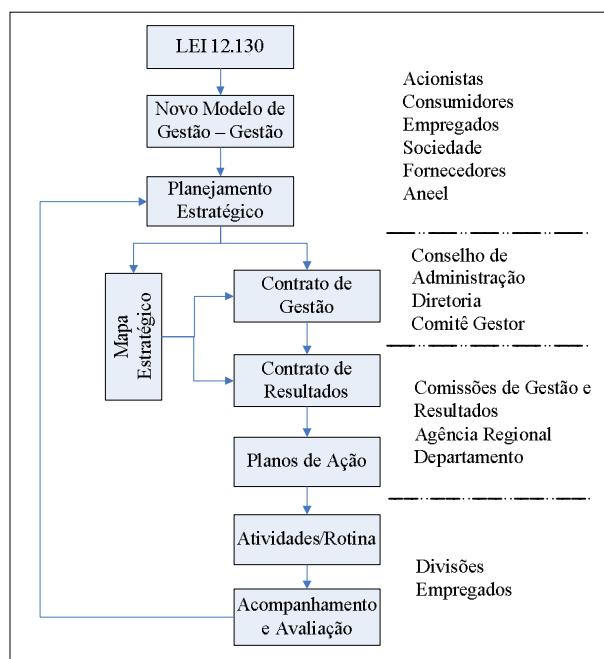 LEI 12.130
Novo Modelo de
Gestão – Gestão
Planejamento
Estratégico
Mapa
Estratégico
Contrato de
Gestão
Contrato de
Resultados
Planos de Ação
Atividades/Rotina
Acompanhamento
e Avaliação
Acionistas
Consumidores
Empregados
Sociedade
Fornecedores
Aneel
Conselho de
Administração
Diretoria
Comitê Gestor
Comissões de Gestão e
Resultados
Agência Regional
Departamento
Divisões
Empregados